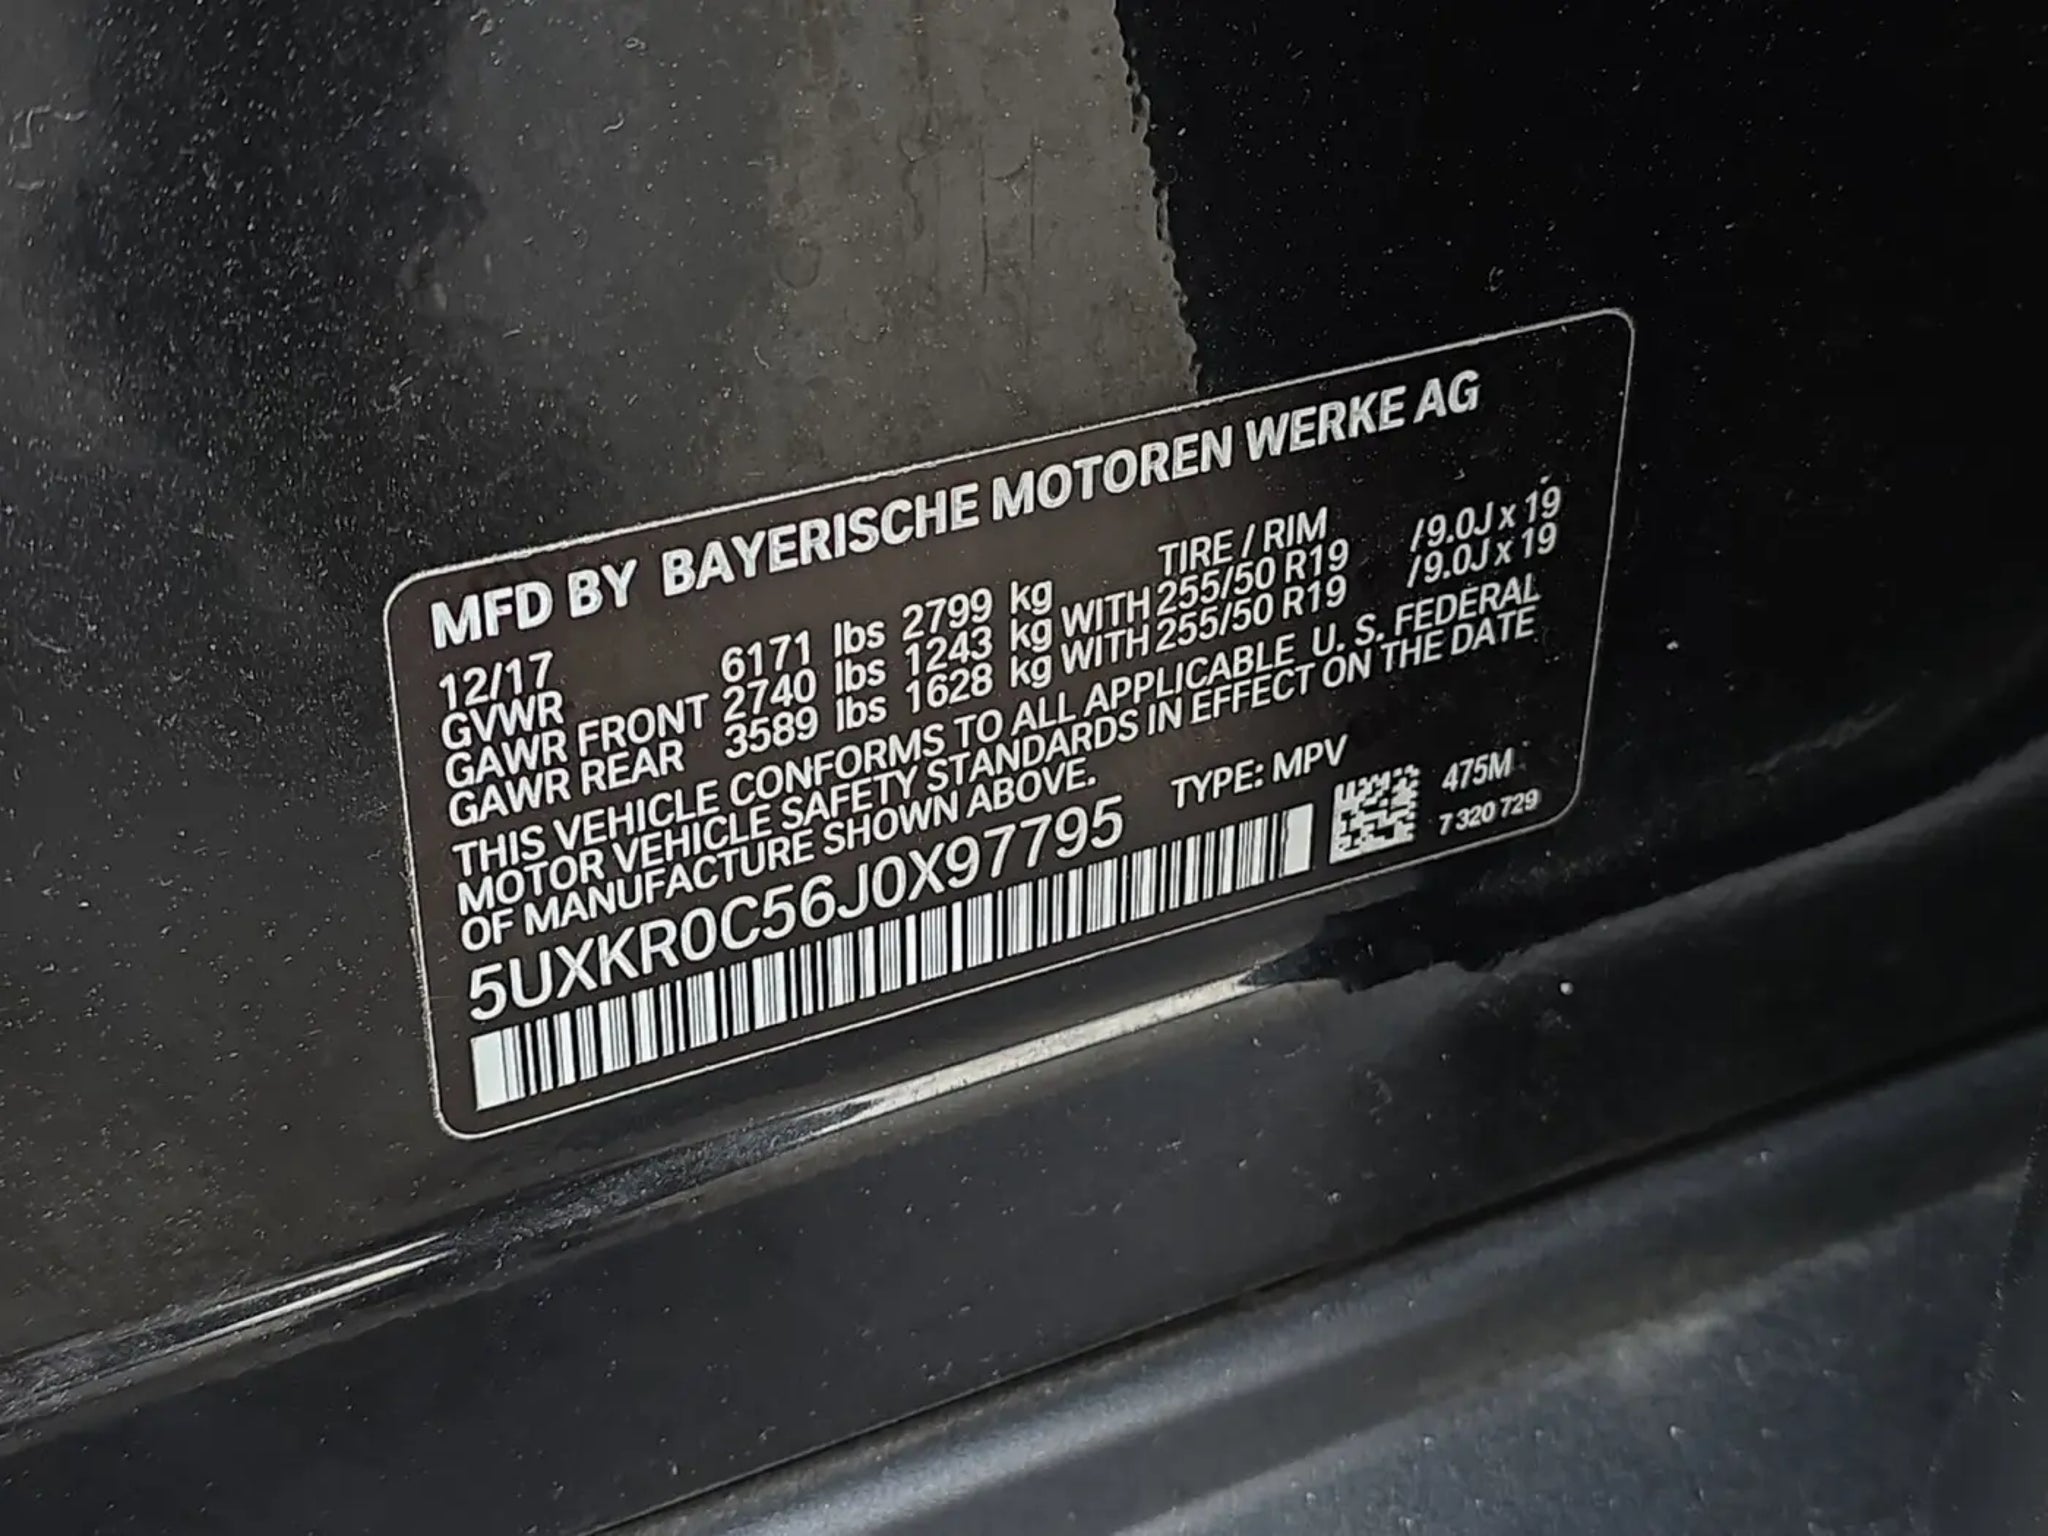 MFD BY BAYERISCHE MOTOREN WERKE AG
12/17 TIRE / RIM
GVWR 6171 lbs 2799 kg
GAWR FRONT 2740 lbs 1243 kg WITH 255/50 R19 /9.0J x 19
GAWR REAR 3589 lbs 1628 kg WITH 255/50 R19 /9.0J x 19
THIS VEHICLE CONFORMS TO ALL APPLICABLE U. S. FEDERAL
MOTOR VEHICLE SAFETY STANDARDS IN EFFECT ON THE DATE
OF MANUFACTURE SHOWN ABOVE.
5UXKR0C56J0X97795 TYPE: MPV 475M
7 320 729